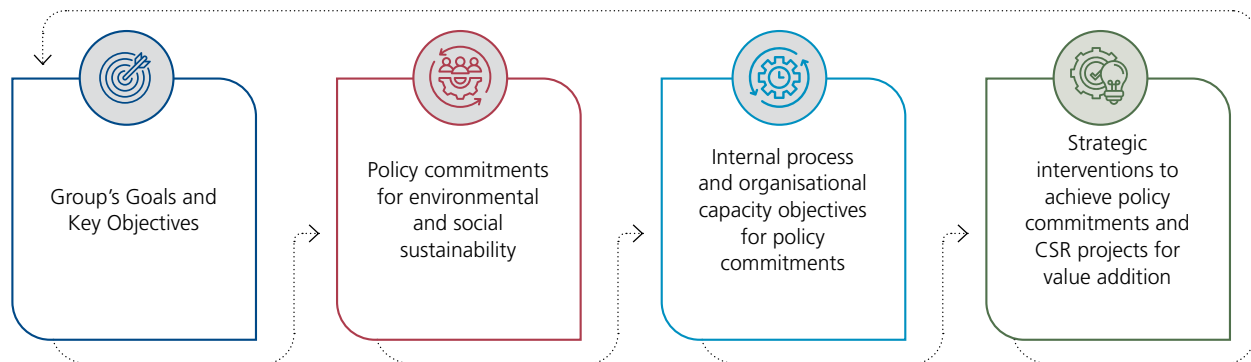 Group's Goals and
Key Objectives
Policy commitments
for environmental
and social
sustainability
Internal process
and organisational
capacity objectives
for policy
commitments
Strategic
interventions to
achieve policy
commitments and
CSR projects for
value addition